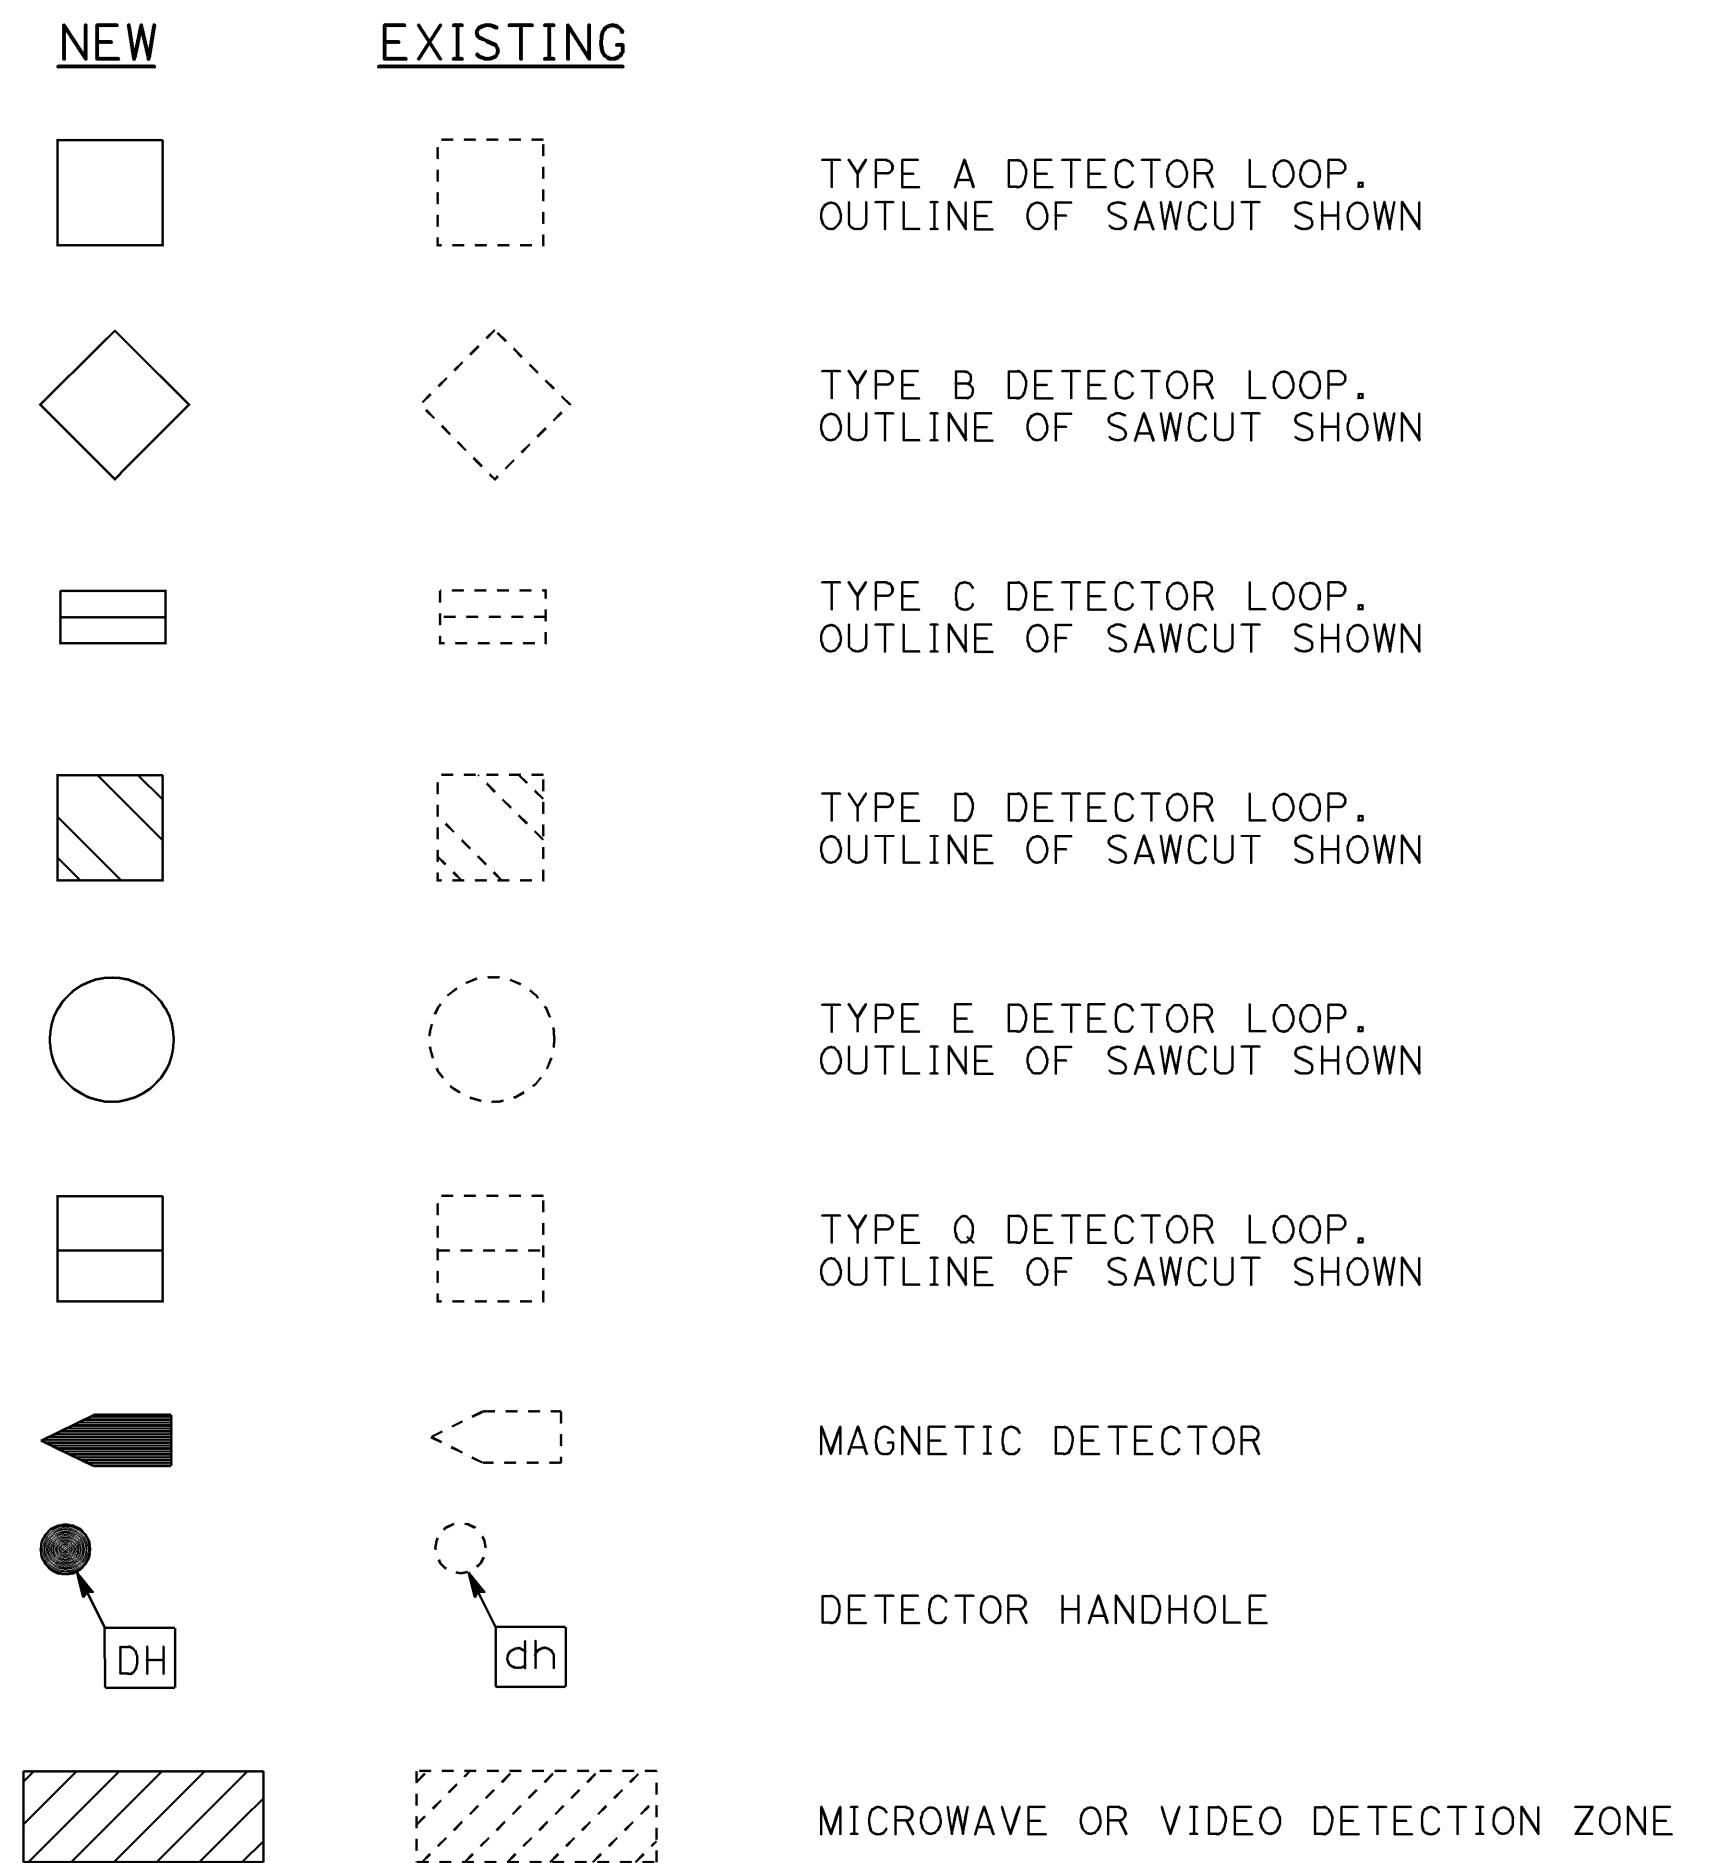 NEW EXISTING
TYPE A DETECTOR LOOP.
OUTLINE OF SAWCUT SHOWN
TYPE B DETECTOR LOOP.
OUTLINE OF SAWCUT SHOWN
TYPE C DETECTOR LOOP.
OUTLINE OF SAWCUT SHOWN
TYPE D DETECTOR LOOP.
OUTLINE OF SAWCUT SHOWN
TYPE E DETECTOR LOOP.
OUTLINE OF SAWCUT SHOWN
TYPE Q DETECTOR LOOP.
OUTLINE OF SAWCUT SHOWN
MAGNETIC DETECTOR
DETECTOR HANDHOLE
DH dh
MICROWAVE OR VIDEO DETECTION ZONE